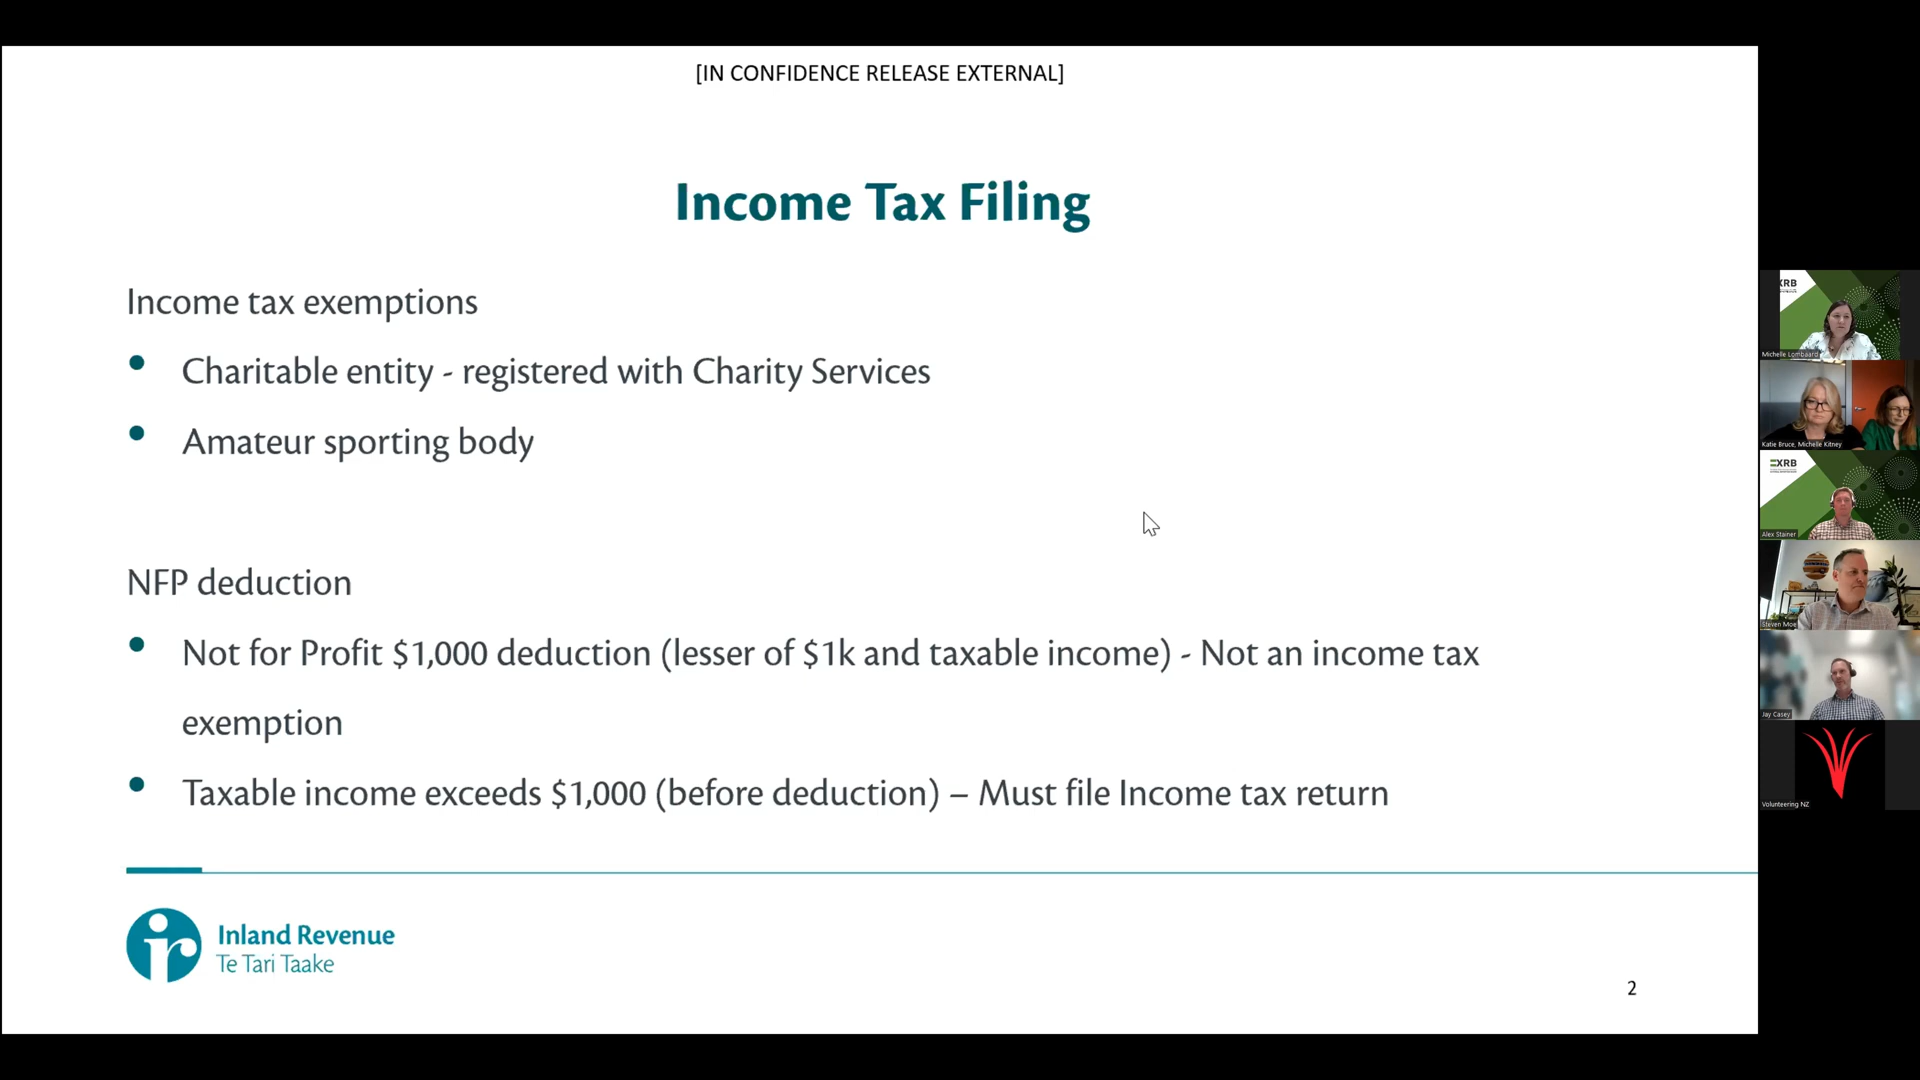 [IN CONFIDENCE RELEASE EXTERNAL]
Income Tax Filing
Income tax exemptions
• Charitable entity - registered with Charity Services
• Amateur sporting body
NFP deduction
• Not for Profit $1,000 deduction (lesser of $1k and taxable income) - Not an income tax
exemption
• Taxable income exceeds $1,000 (before deduction) – Must file Income tax return
ir
Inland Revenue
Te Tari Taake
2
XRB
Michelle Lombaard
Katie Bruce, Michelle Kitney
XRB
Alex Stainer
Steven Moe
Jay Casey
Volunteering NZ